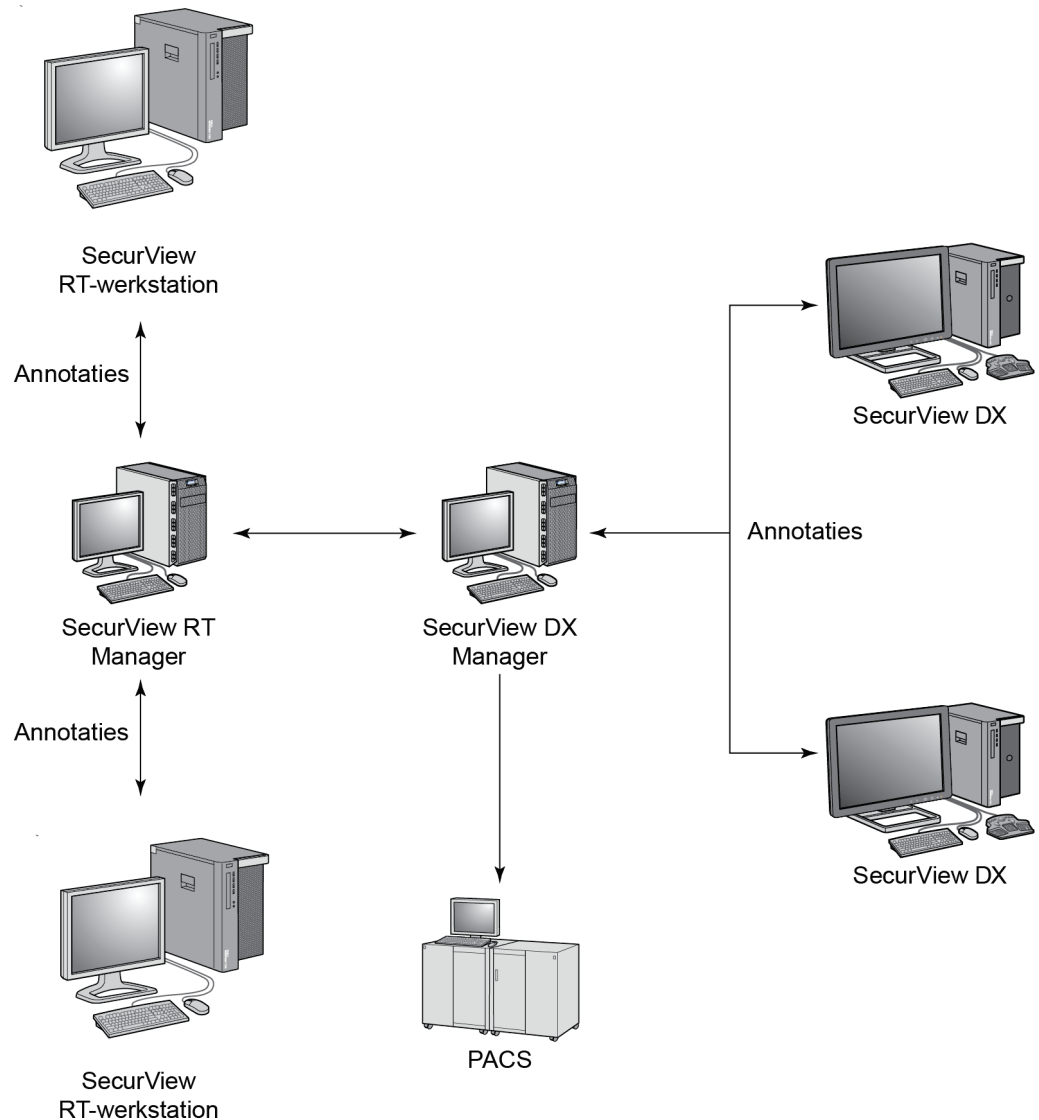 SecurView
RT-werkstation
Annotaties
SecurView DX
SecurView RT
Manager
SecurView DX
Manager
Annotaties
Annotaties
SecurView DX
PACS
SecurView
RT-werkstation